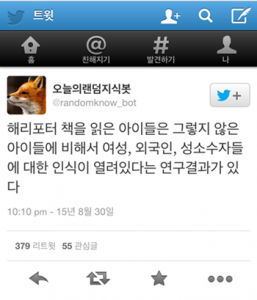 트윗
홈
친해지기
발견하기
나
오늘의랜덤지식봇
@randomknow_bot
해리포터 책을 읽은 아이들은 그렇지 않은
아이들에 비해서 여성, 외국인, 성소수자들
에 대한 인식이 열려있다는 연구결과가 있
다
10:10 pm - 15년 8월 30일
379 리트윗 55 관심글